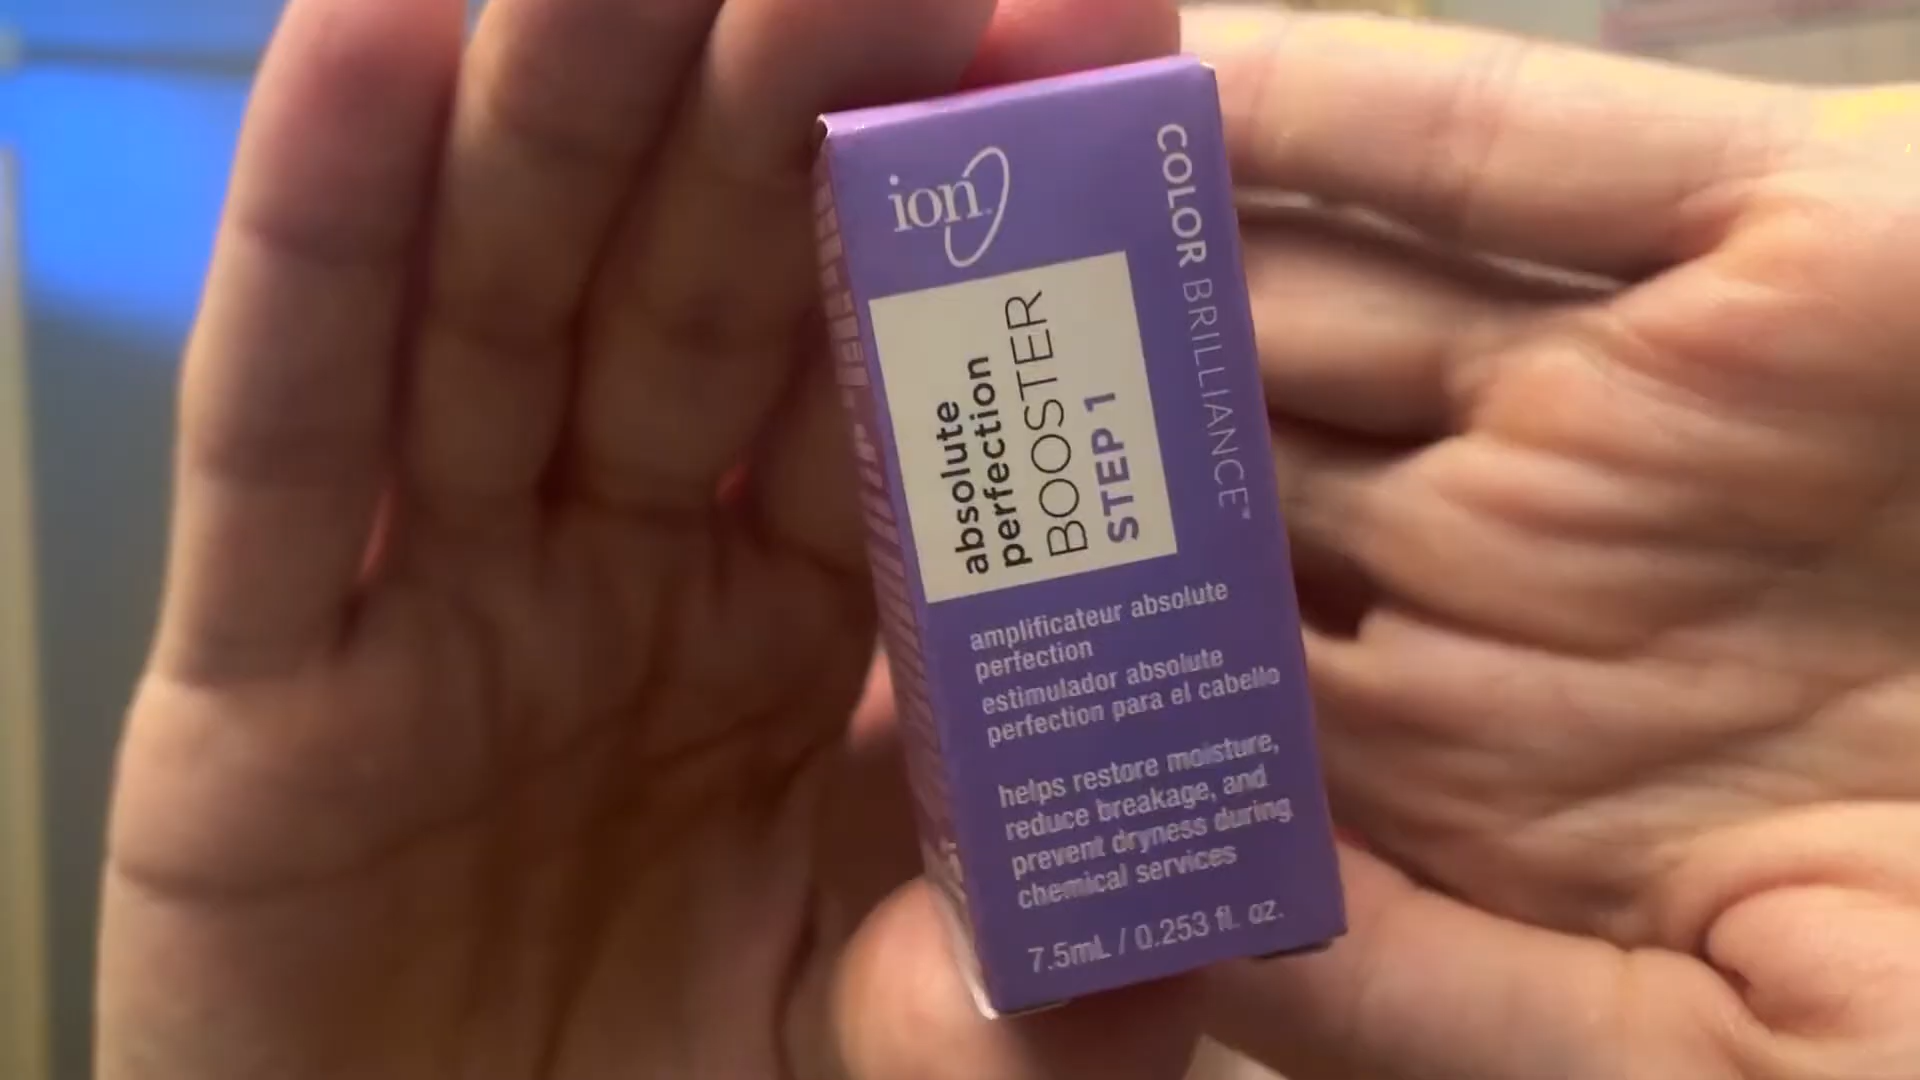 ion
COLOR BRILLIANCE™
absolute
perfection
BOOSTER
STEP 1
amplificateur absolute
perfection
estimulador absolute
perfection para el cabello
helps restore moisture,
reduce breakage, and
prevent dryness during
chemical services
7.5mL / 0.253 fl. oz.